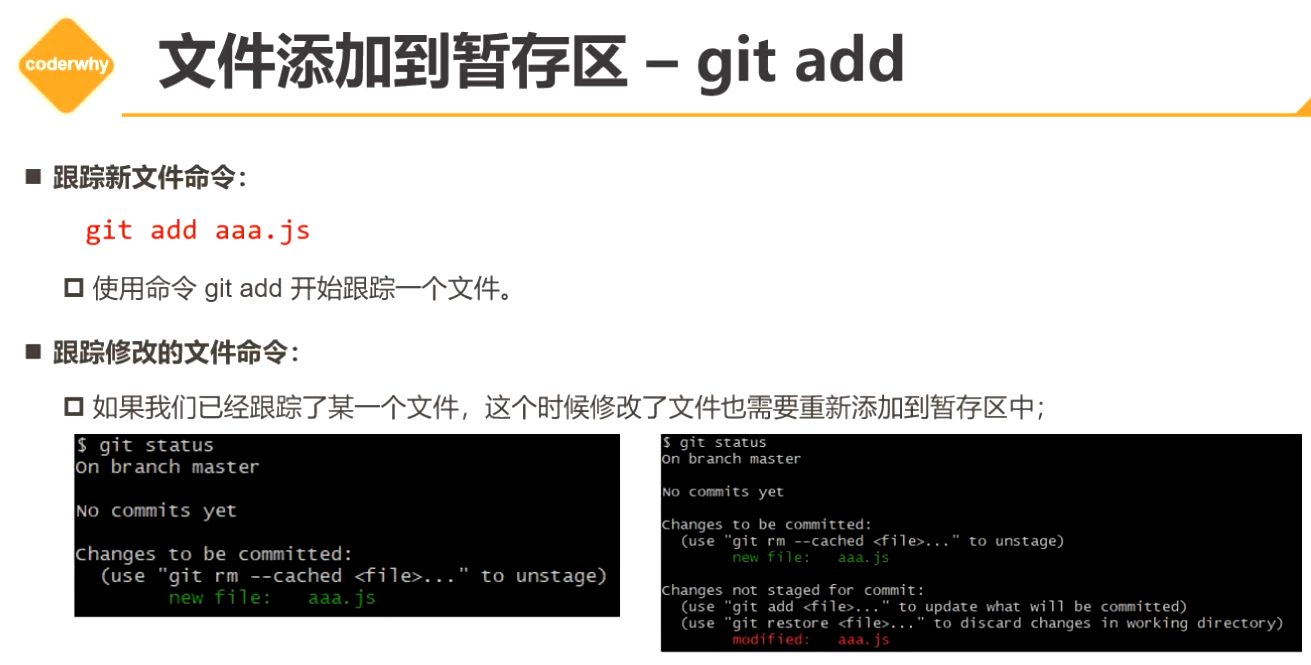 coderwhy
文件添加到暂存区 – git add
跟踪新文件命令：
git add aaa.js
使用命令 git add 开始跟踪一个文件。
跟踪修改的文件命令：
如果我们已经跟踪了某一个文件，这个时候修改了文件也需要重新添加到暂存区中；
$ git status
On branch master
No commits yet
Changes to be committed:
(use "git rm --cached <file>..." to unstage)
new file:   aaa.js
$ git status
On branch master
No commits yet
Changes to be committed:
(use "git rm --cached <file>..." to unstage)
new file:   aaa.js
Changes not staged for commit:
(use "git add <file>..." to update what will be committed)
(use "git restore <file>..." to discard changes in working directory)
modified:   aaa.js